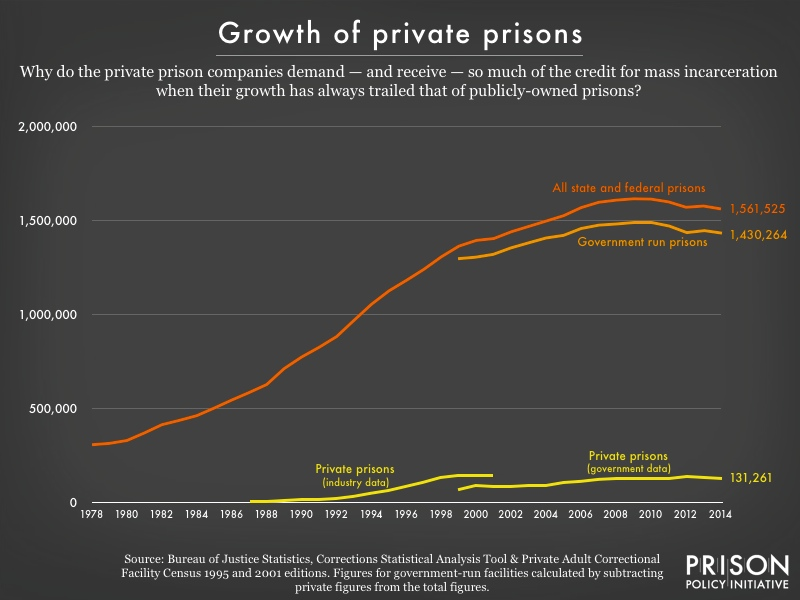 Growth of private prisons
Why do the private prison companies demand — and receive — so much of the credit for mass incarceration
when their growth has always trailed that of publicly-owned prisons?
2,000,000
1,500,000
1,000,000
500,000
0
All state and federal prisons
1,561,525
Government run prisons
1,430,264
Private prisons
(industry data)
Private prisons
(government data)
131,261
1978 1980 1982 1984 1986 1988 1990 1992 1994 1996 1998 2000 2002 2004 2006 2008 2010 2012 2014
Source: Bureau of Justice Statistics, Corrections Statistical Analysis Tool & Private Adult Correctional
Facility Census 1995 and 2001 editions. Figures for government-run facilities calculated by subtracting
private figures from the total figures.
PRISON
POLICY INITIATIVE